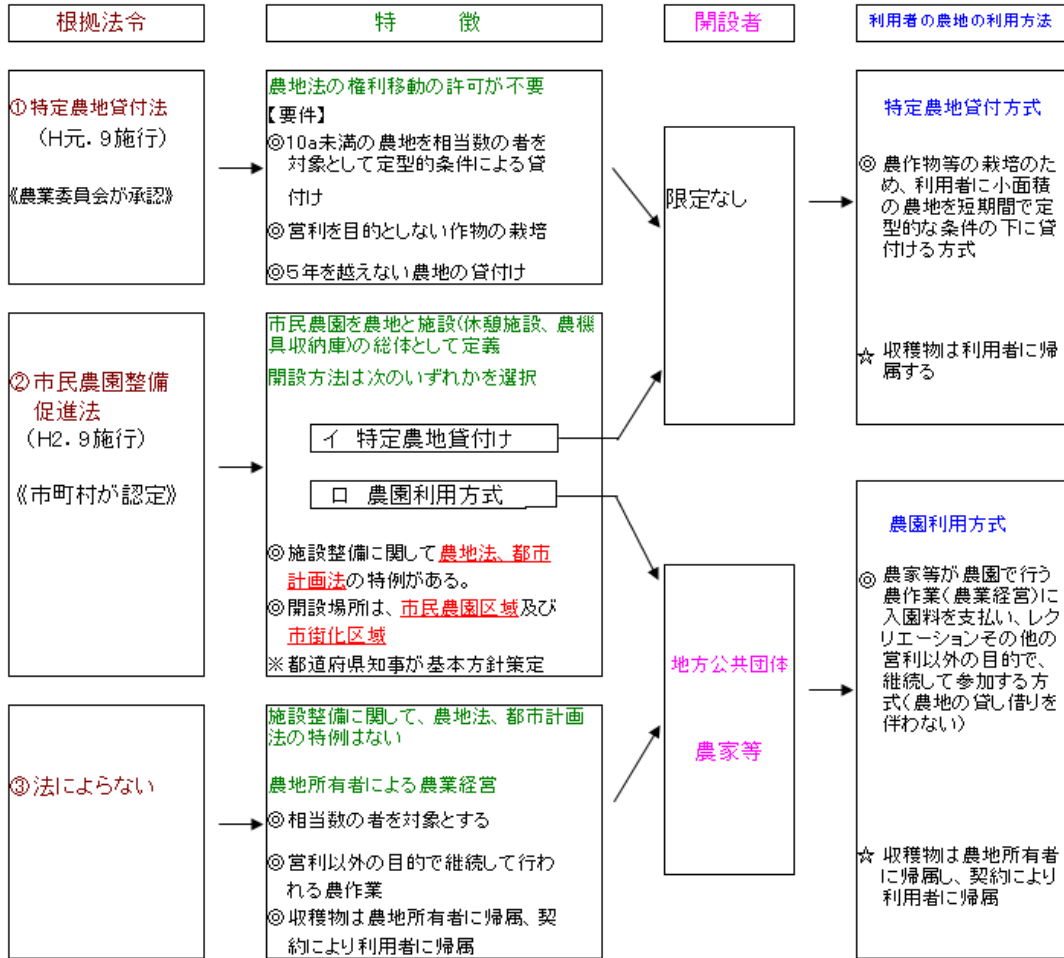 根拠法令
特 徴
開設者
利用者の農地の利用方法
①特定農地貸付法
(H元.9施行)
《農業委員会が承認》
農地法の権利移動の許可が不要
【要件】
◎10a未満の農地を相当数の者を
対象として定型的条件による貸
付け
◎営利を目的としない作物の栽培
◎5年を越えない農地の貸付け
限定なし
特定農地貸付方式
◎ 農作物等の栽培のた
め、利用者に小面積
の農地を短期間で定
型的な条件の下に貸
付ける方式
☆ 収穫物は利用者に帰
属する
②市民農園整備
促進法
(H2.9施行)
《市町村が認定》
市民農園を農地と施設(休憩施設、農機
具収納庫)の総体として定義
開設方法は次のいずれかを選択
イ 特定農地貸付け
ロ 農園利用方式
◎施設整備に関して農地法、都市
計画法の特例がある。
◎開設場所は、市民農園区域及び
市街化区域
※都道府県知事が基本方針策定
地方公共団体
農家等
農園利用方式
◎ 農家等が農園で行う
農作業(農業経営)に
入園料を支払い、レク
リエーションその他の
営利以外の目的で、
継続して参加する方
式(農地の貸し借りを
伴わない)
☆ 収穫物は農地所有者
に帰属し、契約により
利用者に帰属
③法によらない
施設整備に関して、農地法、都市計画
法の特例はない
農地所有者による農業経営
◎相当数の者を対象とする
◎営利以外の目的で継続して行わ
れる農作業
◎収穫物は農地所有者に帰属、契
約により利用者に帰属